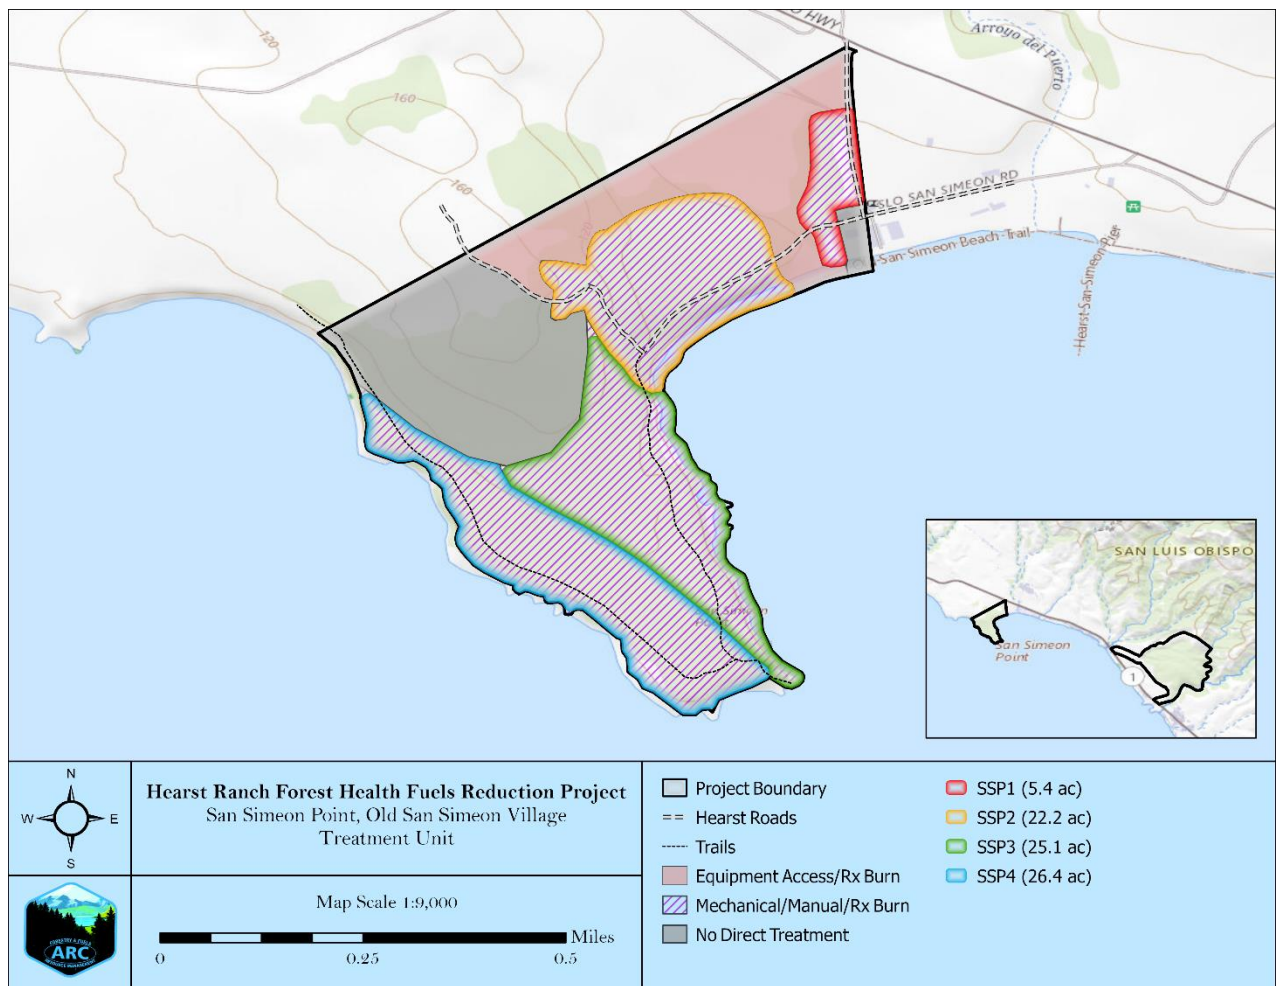 O HWY
Arroyo del Puerto
120
160
160
SLO SAN SIMEON RD
San-Simeon Beach-Trail
Hearst-San-Simeon-Pier
SAN LUIS OBISPO
San Simeon
Point
1
N
W
E
S
Hearst Ranch Forest Health Fuels Reduction Project
San Simeon Point, Old San Simeon Village
Treatment Unit
Map Scale 1:9,000
Miles
0
0.25
0.5
ARC
Project Boundary
Hearst Roads
Trails
Equipment Access/Rx Burn
Mechanical/Manual/Rx Burn
No Direct Treatment
SSP1 (5.4 ac)
SSP2 (22.2 ac)
SSP3 (25.1 ac)
SSP4 (26.4 ac)